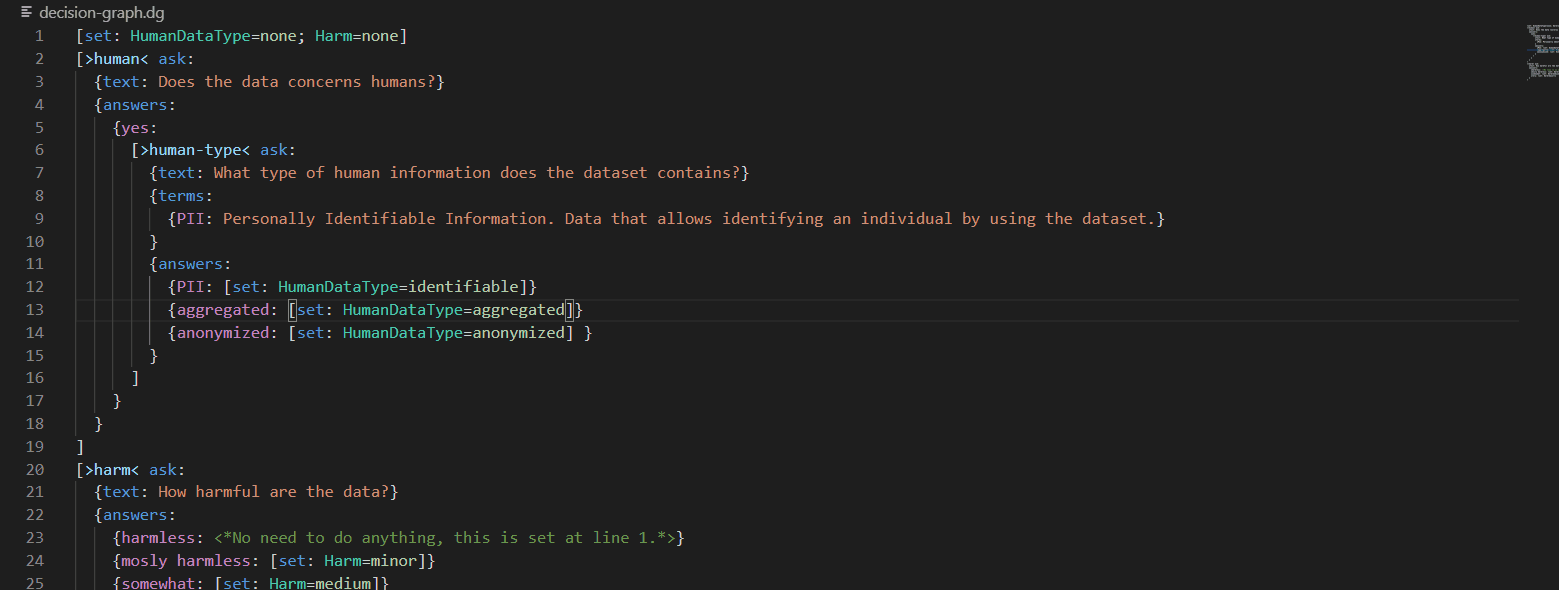 decision-graph.dg
1 [set: HumanDataType=none; Harm=none]
2 [>human< ask:
3 {text: Does the data concerns humans?}
4 {answers:
5 {yes:
6 [>human-type< ask:
7 {text: What type of human information does the dataset contains?}
8 {terms:
9 {PII: Personally Identifiable Information. Data that allows identifying an individual by using the dataset.}
10 }
11 {answers:
12 {PII: [set: HumanDataType=identifiable]}
13 {aggregated: [set: HumanDataType=aggregated]}
14 {anonymized: [set: HumanDataType=anonymized] }
15 }
16 ]
17 }
18 }
19 ]
20 [>harm< ask:
21 {text: How harmful are the data?}
22 {answers:
23 {harmless: <*No need to do anything, this is set at line 1.*>}
24 {mosly harmless: [set: Harm=minor]}
25 {somewhat: [set: Harm=medium]}